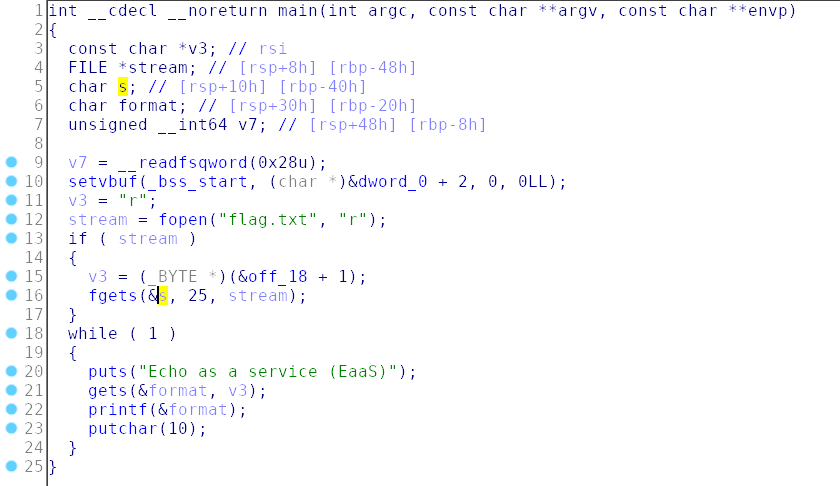 1 int __cdecl __noreturn main(int argc, const char **argv, const char **envp)
2 {
3 const char *v3; // rsi
4 FILE *stream; // [rsp+8h] [rbp-48h]
5 char s; // [rsp+10h] [rbp-40h]
6 char format; // [rsp+30h] [rbp-20h]
7 unsigned __int64 v7; // [rsp+48h] [rbp-8h]
8
9 v7 = __readfsqword(0x28u);
10 setvbuf(_bss_start, (char *)&dword_0 + 2, 0, 0LL);
11 v3 = "r";
12 stream = fopen("flag.txt", "r");
13 if ( stream )
14 {
15 v3 = (_BYTE *)(&off_18 + 1);
16 fgets(&s, 25, stream);
17 }
18 while ( 1 )
19 {
20 puts("Echo as a service (EaaS)");
21 gets(&format, v3);
22 printf(&format);
23 putchar(10);
24 }
25 }